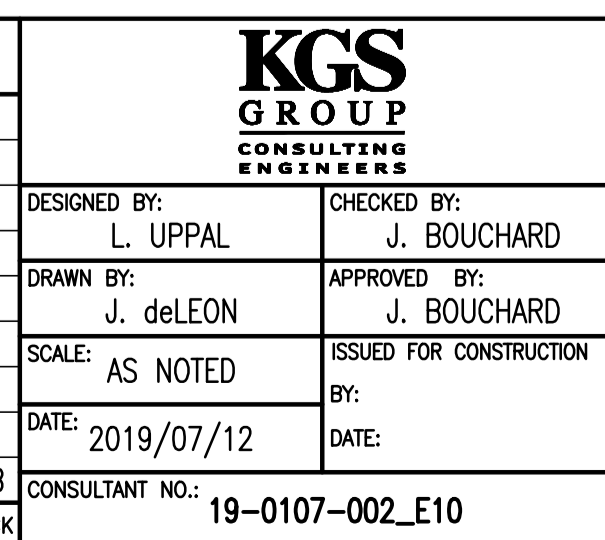 KGS
GROUP
CONSULTING
ENGINEERS
DESIGNED BY:
L. UPPAL
CHECKED BY:
J. BOUCHARD
DRAWN BY:
J. deLEON
APPROVED BY:
J. BOUCHARD
SCALE:
AS NOTED
ISSUED FOR CONSTRUCTION
BY:
DATE:
DATE:
2019/07/12
CONSULTANT NO.:
19-0107-002_E10